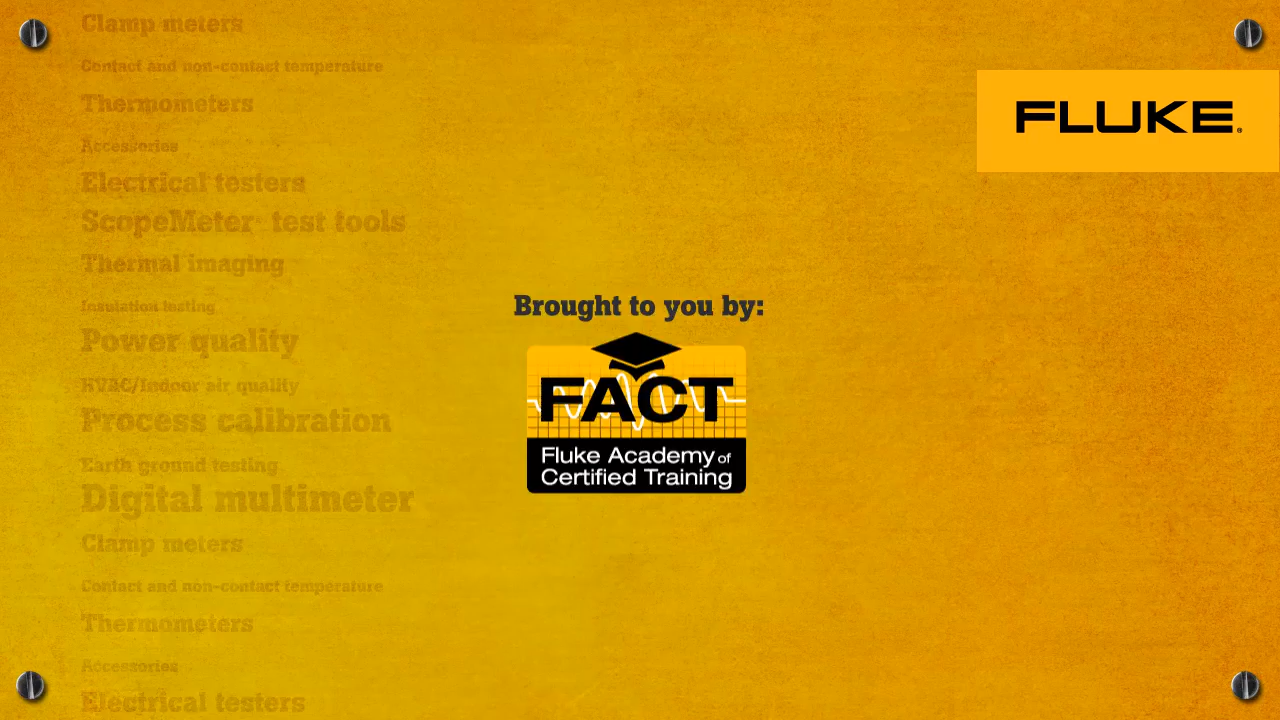 Clamp meters
Contact and non-contact temperature
Thermometers
Accessories
Electrical testers
ScopeMeter® test tools
Thermal imaging
Insulation testing
Power quality
HVAC/Indoor air quality
Process calibration
Earth ground testing
Digital multimeter
Clamp meters
Contact and non-contact temperature
Thermometers
Accessories
Electrical testers
FLUKE®
Brought to you by:
FACT
Fluke Academy of
Certified Training